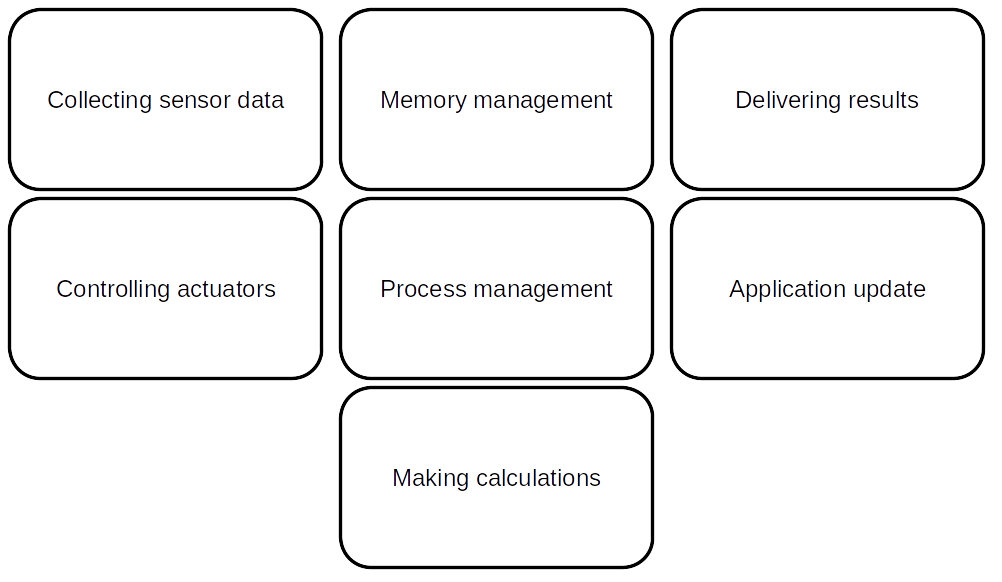 Collecting sensor data
Memory management
Delivering results
Controlling actuators
Process management
Application update
Making calculations